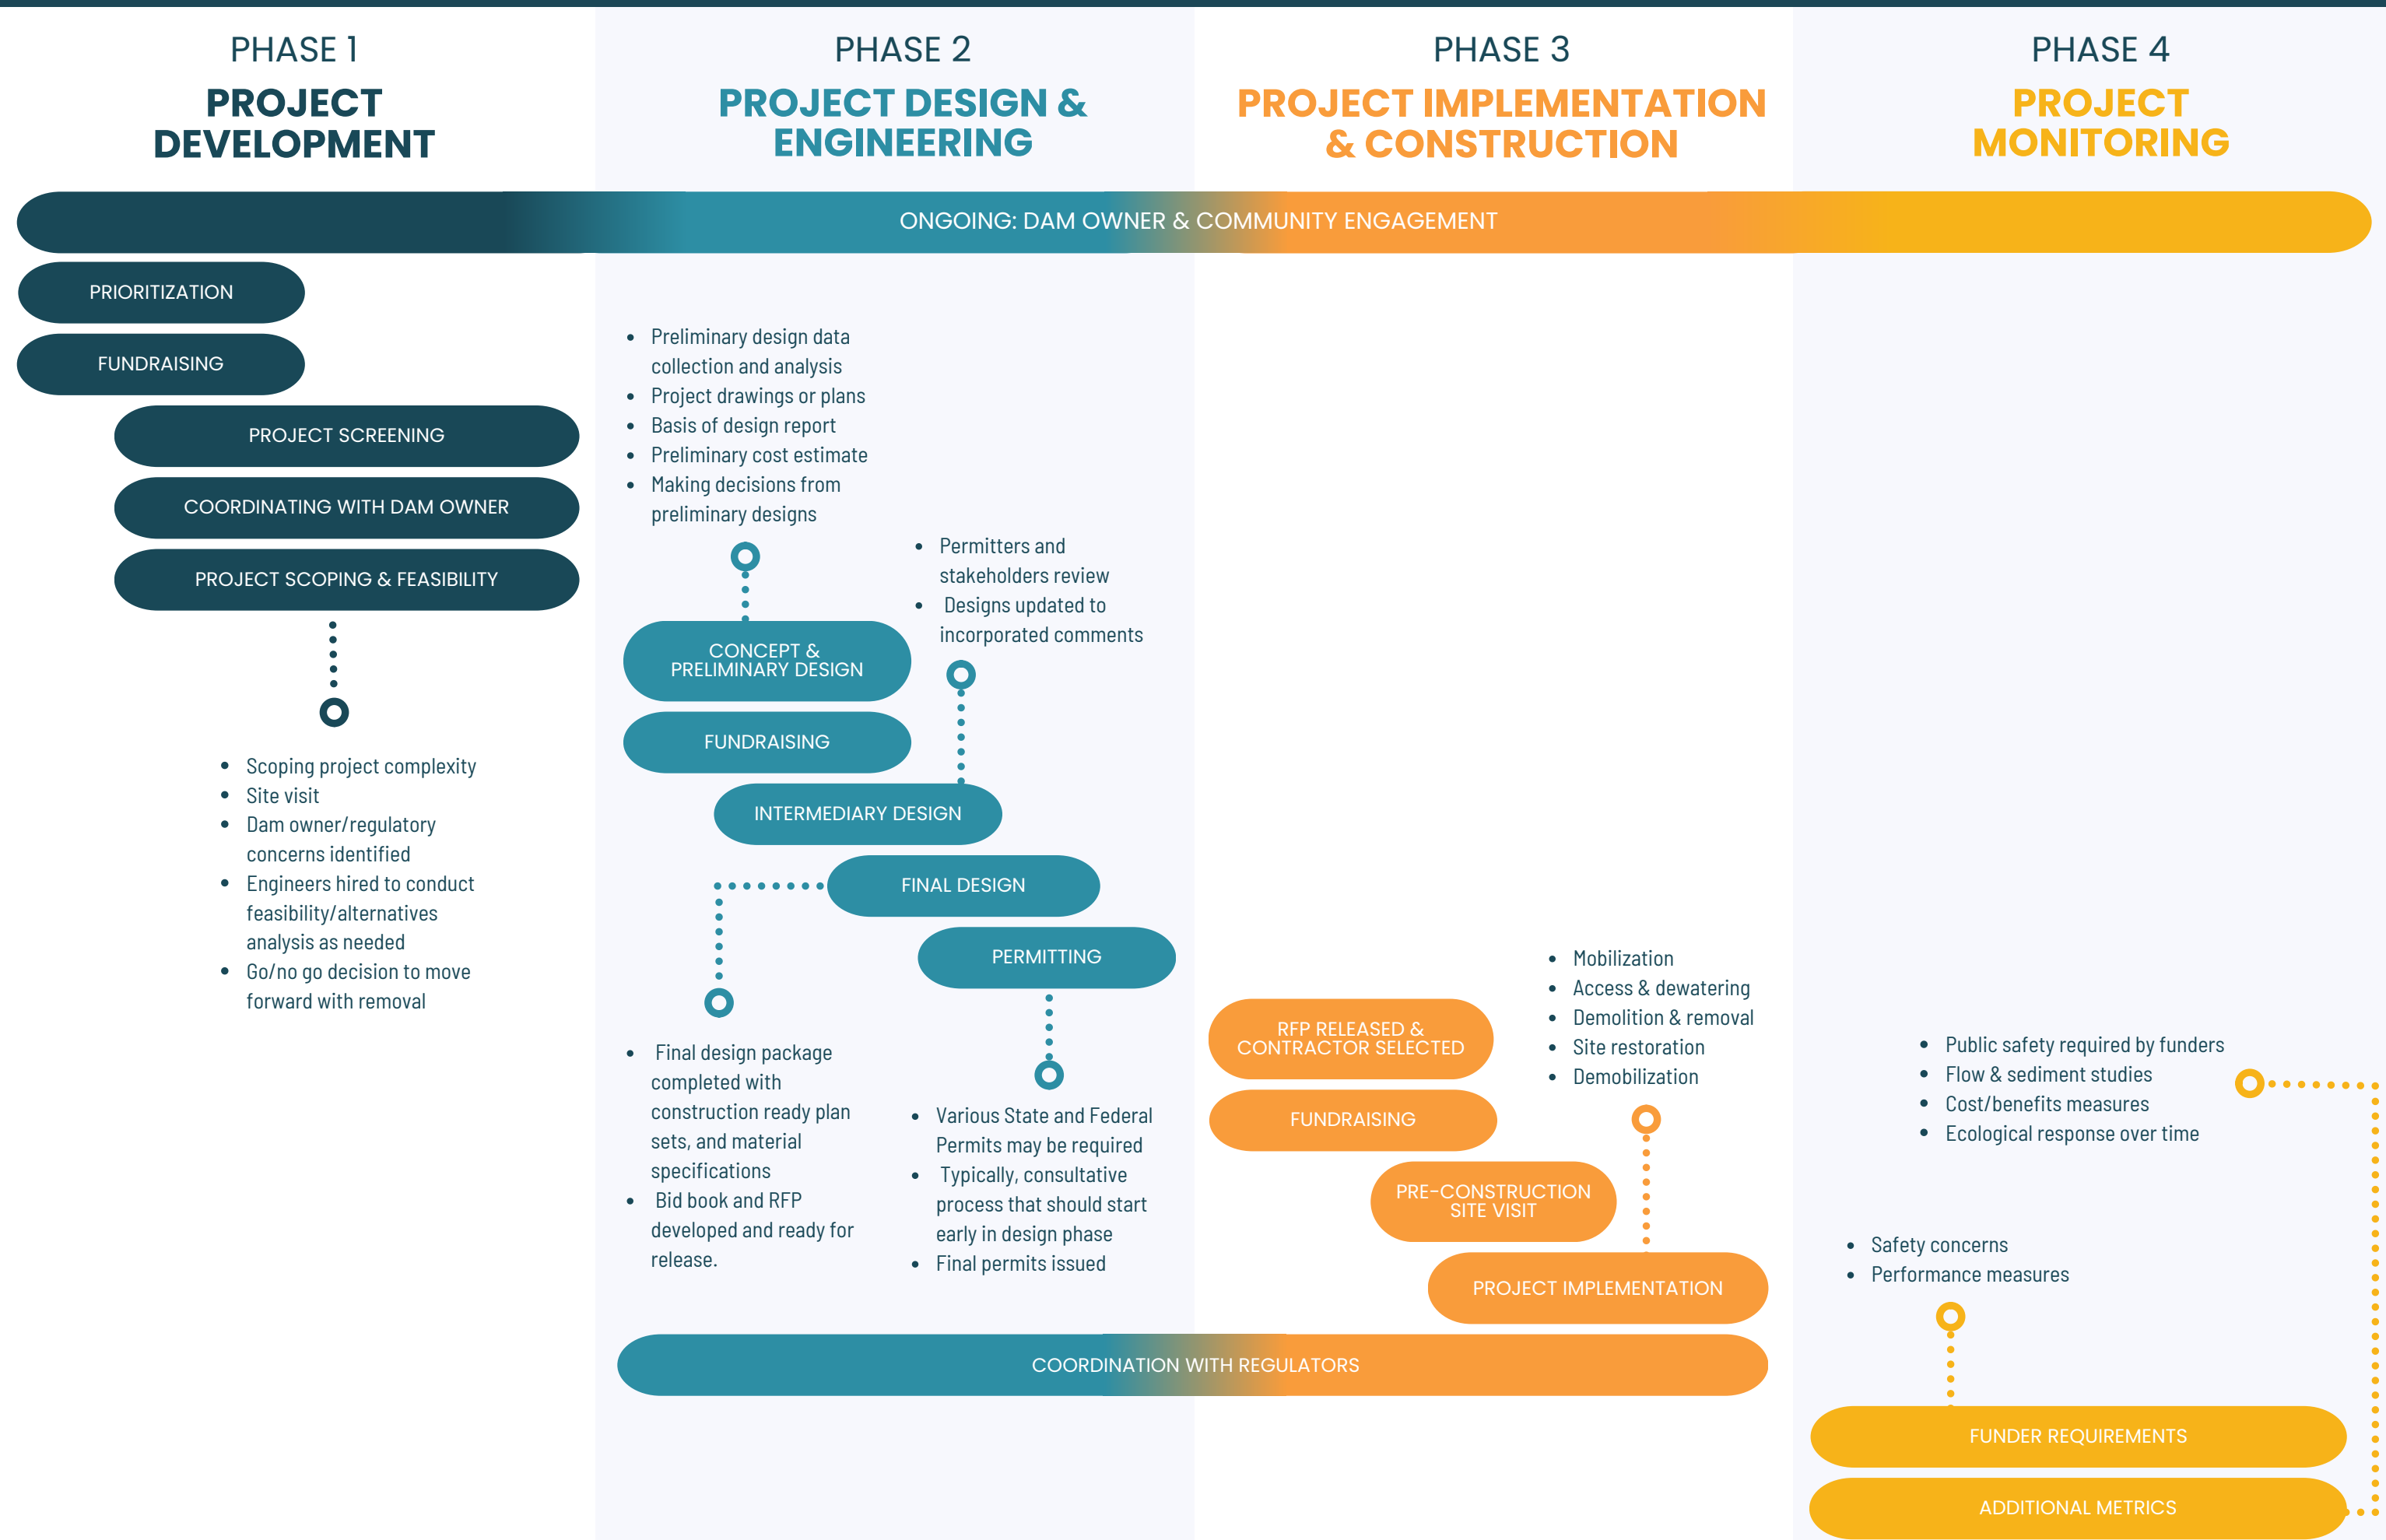 PHASE 1
PROJECT
DEVELOPMENT
PHASE 2
PROJECT DESIGN &
ENGINEERING
PHASE 3
PROJECT IMPLEMENTATION
& CONSTRUCTION
PHASE 4
PROJECT
MONITORING
ONGOING: DAM OWNER & COMMUNITY ENGAGEMENT
PRIORITIZATION
FUNDRAISING
PROJECT SCREENING
COORDINATING WITH DAM OWNER
PROJECT SCOPING & FEASIBILITY
• Scoping project complexity
• Site visit
• Dam owner/regulatory
concerns identified
• Engineers hired to conduct
feasibility/alternatives
analysis as needed
• Go/no go decision to move
forward with removal
• Preliminary design data
collection and analysis
• Project drawings or plans
• Basis of design report
• Preliminary cost estimate
• Making decisions from
preliminary designs
CONCEPT &
PRELIMINARY DESIGN
FUNDRAISING
• Permitters and
stakeholders review
• Designs updated to
incorporated comments
INTERMEDIARY DESIGN
FINAL DESIGN
• Final design package
completed with
construction ready plan
sets, and material
specifications
• Bid book and RFP
developed and ready for
release.
PERMITTING
• Various State and Federal
Permits may be required
• Typically, consultative
process that should start
early in design phase
• Final permits issued
RFP RELEASED &
CONTRACTOR SELECTED
FUNDRAISING
PRE-CONSTRUCTION
SITE VISIT
• Mobilization
• Access & dewatering
• Demolition & removal
• Site restoration
• Demobilization
PROJECT IMPLEMENTATION
COORDINATION WITH REGULATORS
• Public safety required by funders
• Flow & sediment studies
• Cost/benefits measures
• Ecological response over time
• Safety concerns
• Performance measures
FUNDER REQUIREMENTS
ADDITIONAL METRICS